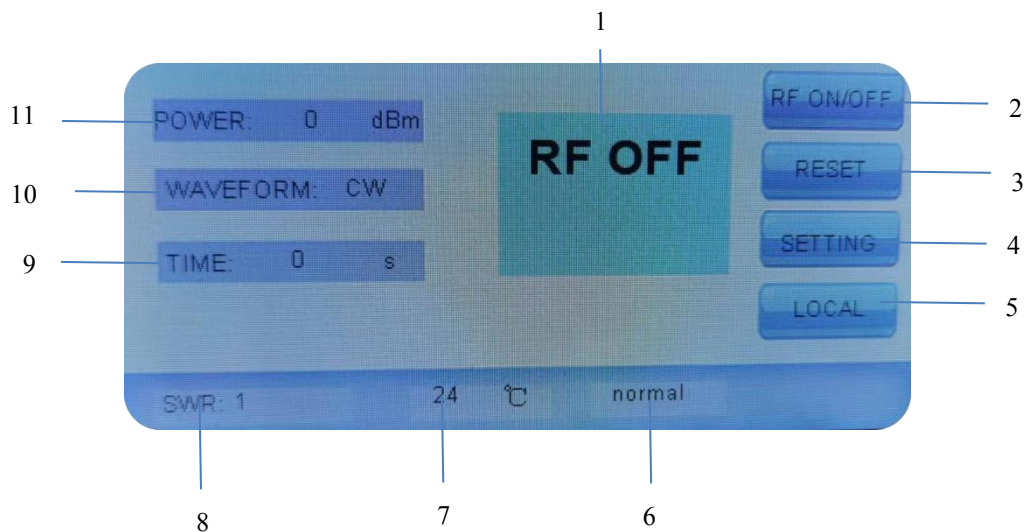 1
RF ON/OFF
2
11
POWER: 0 dBm
RF OFF
RESET
3
10
WAVEFORM: CW
SETTING
4
9
TIME: 0 s
LOCAL
5
SWR: 1
24 ℃
normal
8
7
6